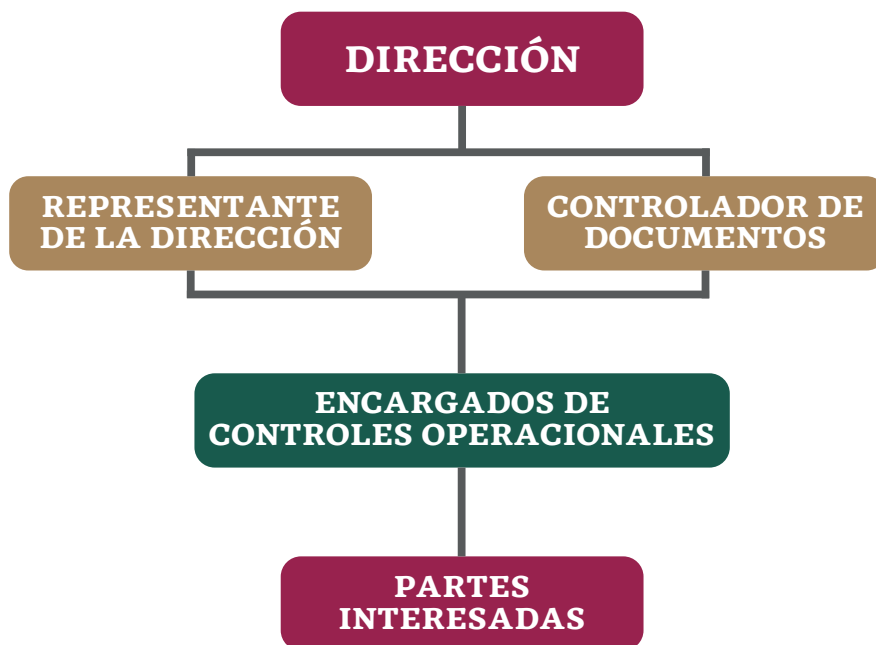 DIRECCIÓN
REPRESENTANTE
DE LA DIRECCIÓN
CONTROLADOR DE
DOCUMENTOS
ENCARGADOS DE
CONTROLES OPERACIONALES
PARTES
INTERESADAS